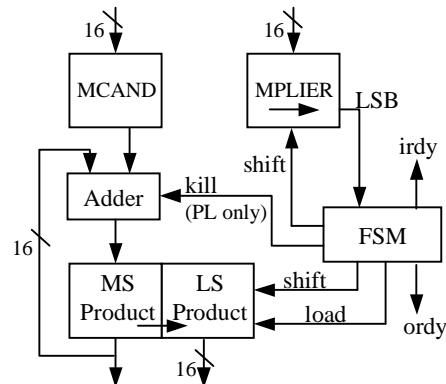 16
16
MCAND
MPLIER
LSB
shift
irdy
kill
(PL only)
Adder
FSM
16
MS
Product
LS
Product
shift
load
ordy
16